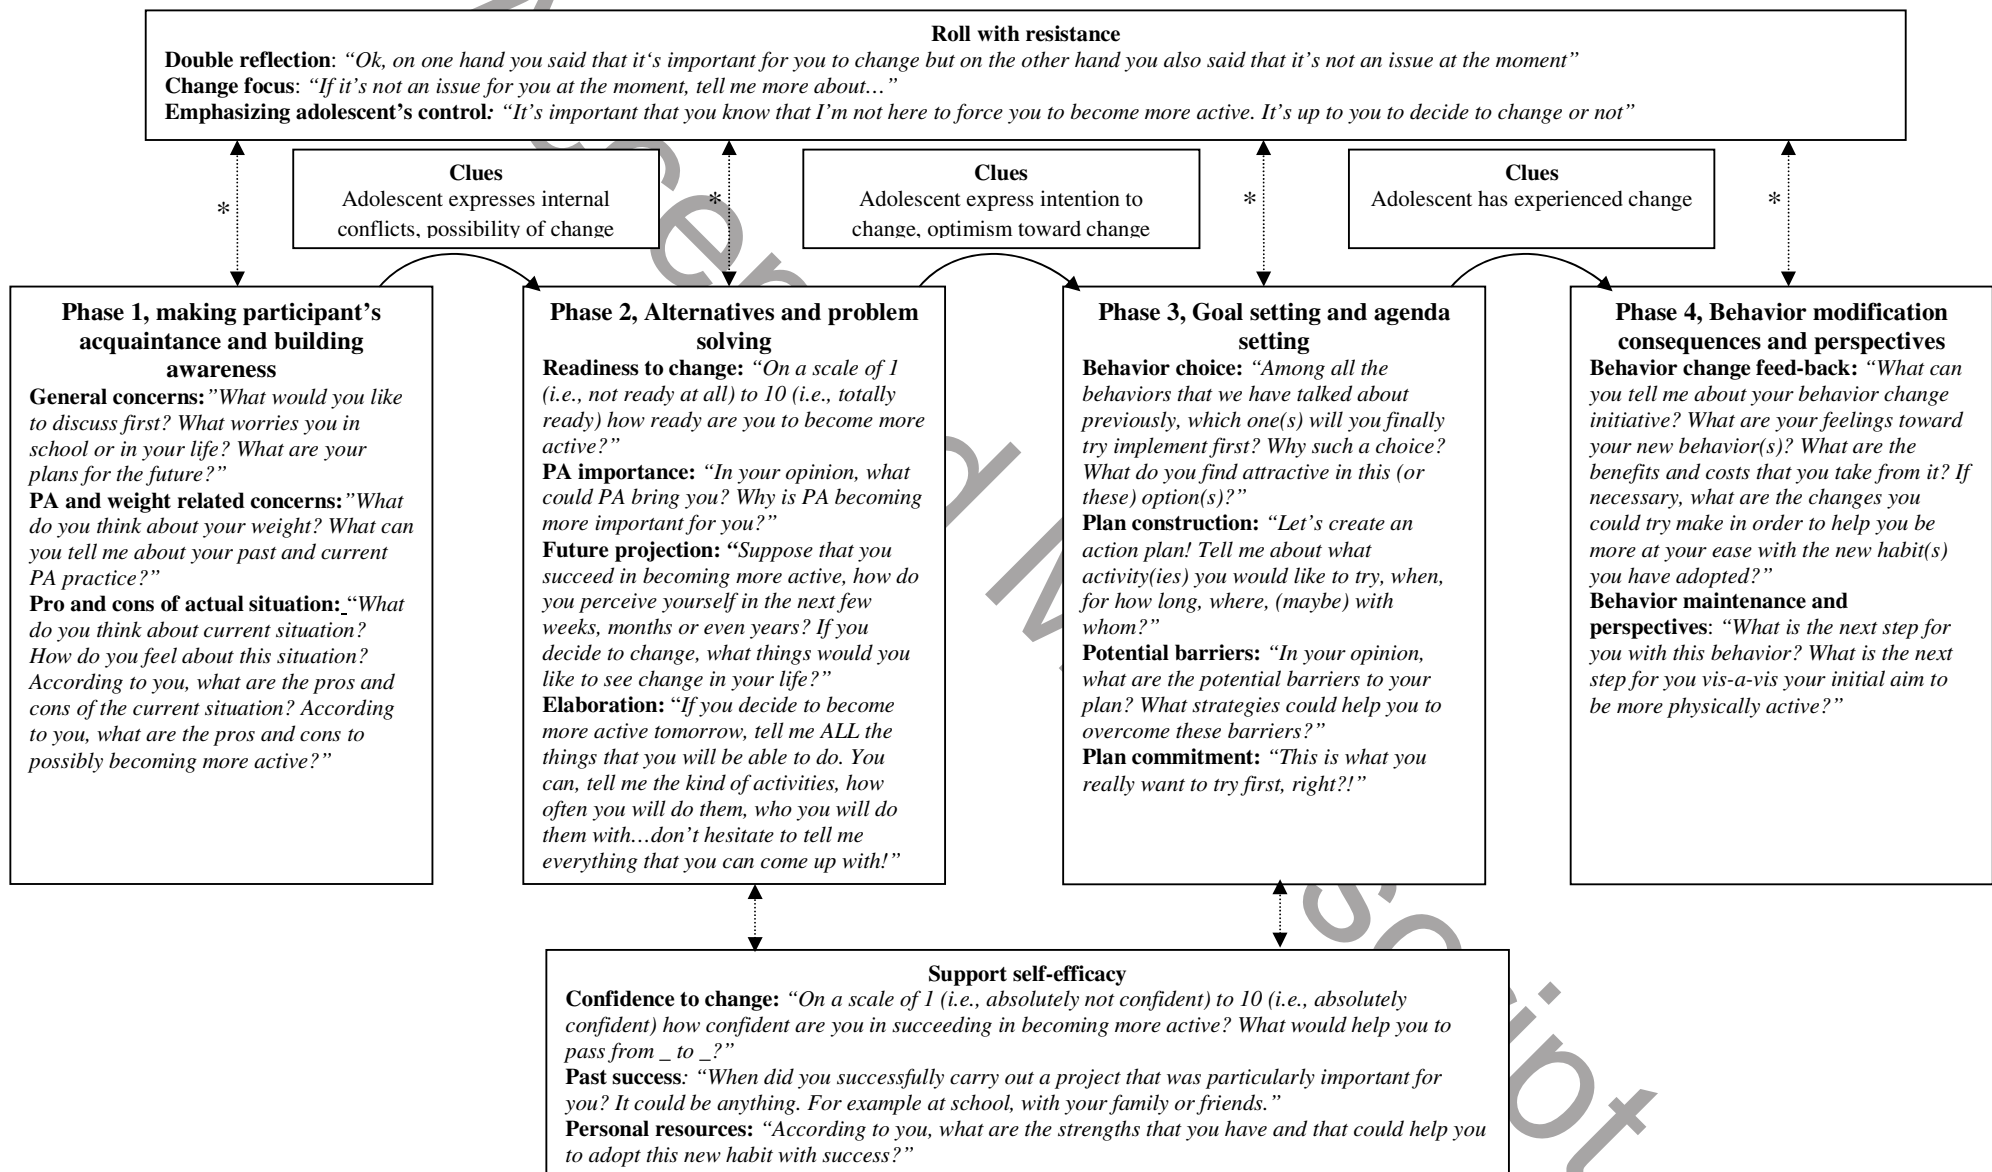 Roll with resistance
Double reflection: “Ok, on one hand you said that it‘s important for you to change but on the other hand you also said that it’s not an issue at the moment”
Change focus: “If it’s not an issue for you at the moment, tell me more about…”
Emphasizing adolescent’s control: “It’s important that you know that I’m not here to force you to become more active. It’s up to you to decide to change or not”
*
Clues
Adolescent expresses internal
conflicts, possibility of change
*
Clues
Adolescent express intention to
change, optimism toward change
*
Clues
Adolescent has experienced change
*
Phase 1, making participant’s
acquaintance and building
awareness
General concerns:”What would you like
to discuss first? What worries you in
school or in your life? What are your
plans for the future?”
PA and weight related concerns:”What
do you think about your weight? What can
you tell me about your past and current
PA practice?”
Pro and cons of actual situation: “What
do you think about current situation?
How do you feel about this situation?
According to you, what are the pros and
cons of the current situation? According
to you, what are the pros and cons to
possibly becoming more active?”
Phase 2, Alternatives and problem
solving
Readiness to change: “On a scale of 1
(i.e., not ready at all) to 10 (i.e., totally
ready) how ready are you to become more
active?”
PA importance: “In your opinion, what
could PA bring you? Why is PA becoming
more important for you?”
Future projection: “Suppose that you
succeed in becoming more active, how do
you perceive yourself in the next few
weeks, months or even years? If you
decide to change, what things would you
like to see change in your life?”
Elaboration: “If you decide to become
more active tomorrow, tell me ALL the
things that you will be able to do. You
can, tell me the kind of activities, how
often you will do them, who you will do
them with…don’t hesitate to tell me
everything that you can come up with!”
Phase 3, Goal setting and agenda
setting
Behavior choice: “Among all the
behaviors that we have talked about
previously, which one(s) will you finally
try implement first? Why such a choice?
What do you find attractive in this (or
these) option(s)?”
Plan construction: “Let’s create an
action plan! Tell me about what
activity(ies) you would like to try, when,
for how long, where, (maybe) with
whom?”
Potential barriers: “In your opinion,
what are the potential barriers to your
plan? What strategies could help you to
overcome these barriers?”
Plan commitment: “This is what you
really want to try first, right?!”
Phase 4, Behavior modification
consequences and perspectives
Behavior change feed-back: “What can
you tell me about your behavior change
initiative? What are your feelings toward
your new behavior(s)? What are the
benefits and costs that you take from it? If
necessary, what are the changes you
could try make in order to help you be
more at your ease with the new habit(s)
you have adopted?”
Behavior maintenance and
perspectives: “What is the next step for
you with this behavior? What is the next
step for you vis-a-vis your initial aim to
be more physically active?”
Support self-efficacy
Confidence to change: “On a scale of 1 (i.e., absolutely not confident) to 10 (i.e., absolutely
confident) how confident are you in succeeding in becoming more active? What would help you to
pass from _ to _?”
Past success: “When did you successfully carry out a project that was particularly important for
you? It could be anything. For example at school, with your family or friends.”
Personal resources: “According to you, what are the strengths that you have and that could help you
to adopt this new habit with success?”